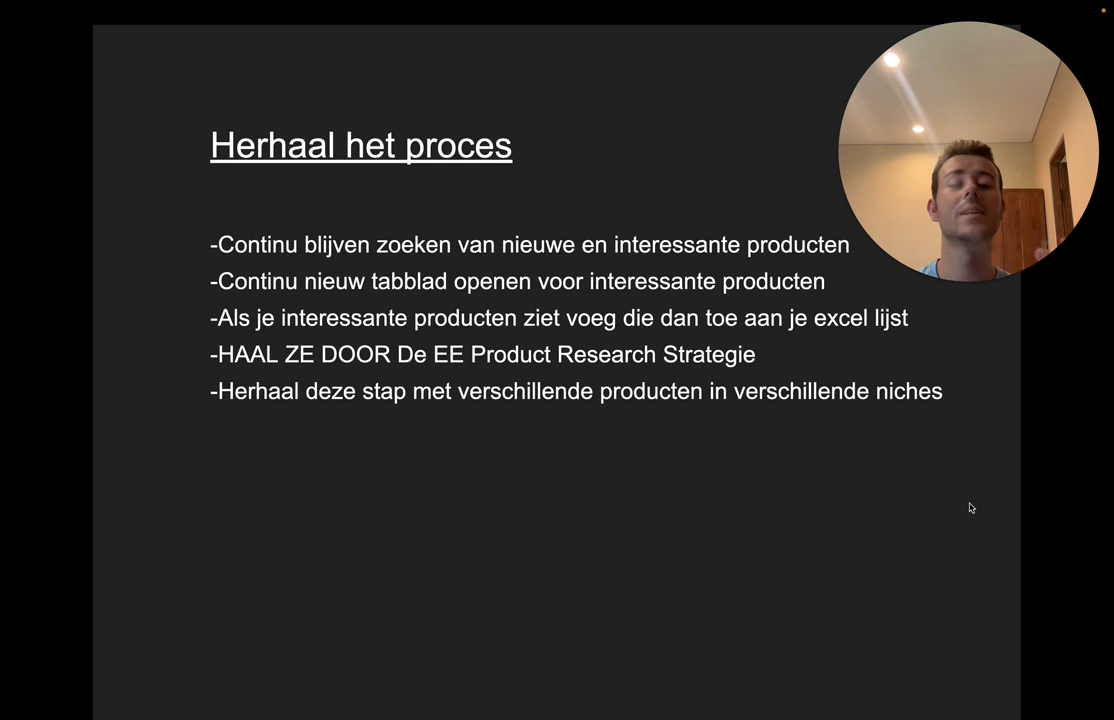 Herhaal het proces
-Continu blijven zoeken van nieuwe en interessante producten
-Continu nieuw tabblad openen voor interessante producten
-Als je interessante producten ziet voeg die dan toe aan je excel lijst
-HAAL ZE DOOR De EE Product Research Strategie
-Herhaal deze stap met verschillende producten in verschillende niches